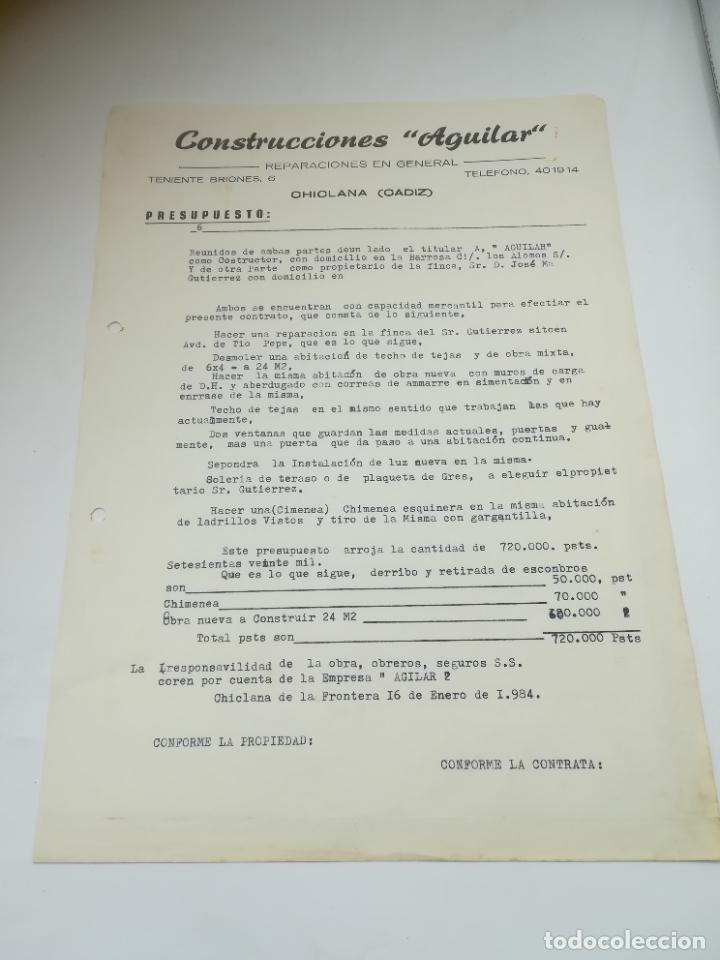 Construcciones "Aguilar"
REPARACIONES EN GENERAL
TENIENTE BRIONES, 6
TELEFONO, 401914
CHICLANA (CADIZ)
PRESUPUESTO:
6
Reunidos de ambas partes deun lado el titular A, " AGUILAR"
como Costructor, con domicilio en la Barrosa C/. los Alomos S/.
Y de otra Parte como propietario de la finca, Sr. D. José Ma
Gutierrez con domicilio en
Ambos se encuentran con capacidad mercantil para efectiar el
presente contrato, que consta de lo siguiente.
Hacer una reparacion en la finca del Sr. Gutierrez sitcen
Avd. de Tio Pepe, que es lo que sigue,
Desmoler una abitación de techo de tejas y de obra mixta,
de 6x4 = a 24 M2,
Hacer la misma abitación de obra nueva con muros de carga
de D.H. y aberdugado con correas de ammarre en simentación y en
enrrase de la misma,
Techo de tejas en el mismo sentido que trabajan las que hay
actualmente,
Dos ventanas que guardan las medidas actuales, puertas y gual
mente, mas una puerta que da paso a una abitación continua.
Sepondra la Instalación de luz nueva en la misma.
Soleria de teraso o de plaqueta de Gres, a eleguir elpropiet
tario Sr. Gutierrez.
Hacer una(Cimenea) Chimenea esquinera en la misma abitación
de ladrillos Vistos y tiro de la Misma con gargantilla,
Este presupuesto arroja la cantidad de 720.000. psts.
Setesientas veinte mil.
Que es lo que sigue, derribo y retirada de esconbros
son 50.000, pst
Chimenea 70.000 "
Obra nueva a Construir 24 M2 .000 2
Total psts son 720.000 Psts
La responsavilidad de la obra, obreros, seguros S.S.
coren por cuenta de la Empresa " AGILAR 2
Chiclana de la Frontera I6 de Enero de I.984.
CONFORME LA PROPIEDAD:
CONFORME LA CONTRATA:
todocoleccion
todocoleccion.net